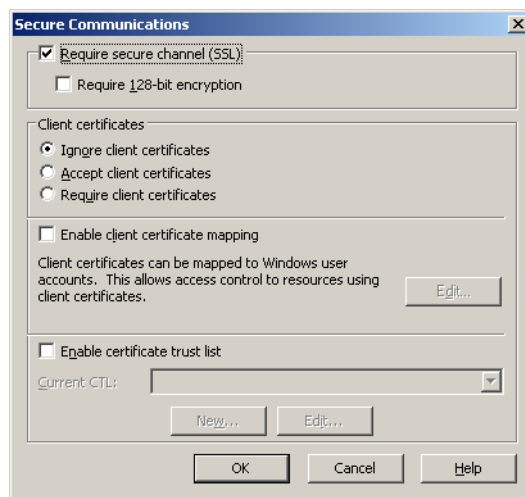 Secure Communications
Require secure channel (SSL)
Require 128-bit encryption
Client certificates
Ignore client certificates
Accept client certificates
Require client certificates
Enable client certificate mapping
Client certificates can be mapped to Windows user
accounts. This allows access control to resources using
client certificates.
Edit...
Enable certificate trust list
Current CTL:
New... Edit...
OK Cancel Help